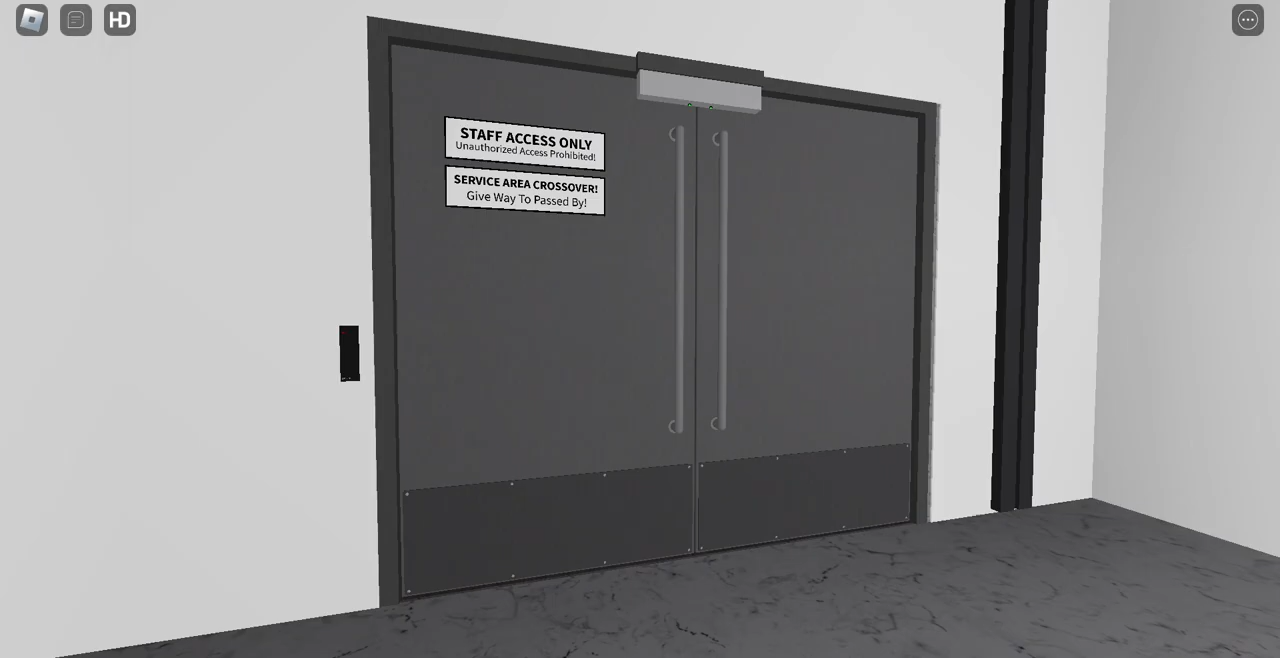 HD
STAFF ACCESS ONLY
Unauthorized Access Prohibited!
SERVICE AREA CROSSOVER!
Give Way To Passed By!